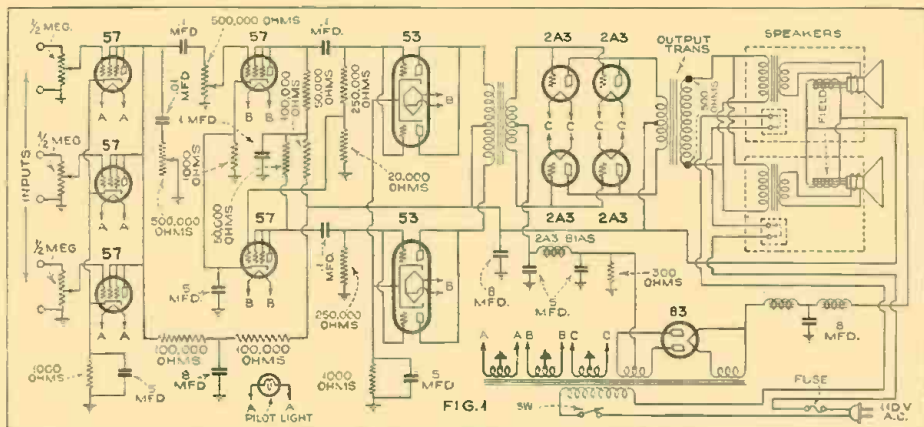 ½ MEG.
57
A A
½ MEG.
57
A A
½ MEG.
57
A A
INPUTS
1000 OHMS
5 MFD
.1 MFD
500,000 OHMS
.01 MFD
500,000 OHMS
57
B B
1000 OHMS
50,000 OHMS
100,000 OHMS
.1 MFD.
50,000 OHMS
250,000 OHMS
20,000 OHMS
57
B B
5 MFD.
MFD.
250,000 OHMS
100,000 OHMS
100,000 OHMS
8 MFD
A A
PILOT LIGHT
53
B
53
B
1000 OHMS
5 MFD
FIG.1
2A3 2A3
C C
C C
2A3 2A3
2A3 BIAS
8 MFD.
5 MFD.
300 OHMS
OUTPUT TRANS
500 OHMS
SPEAKERS
FIELD
A A B B C C
83
8 MFD.
SW
FUSE
110 V A.C.